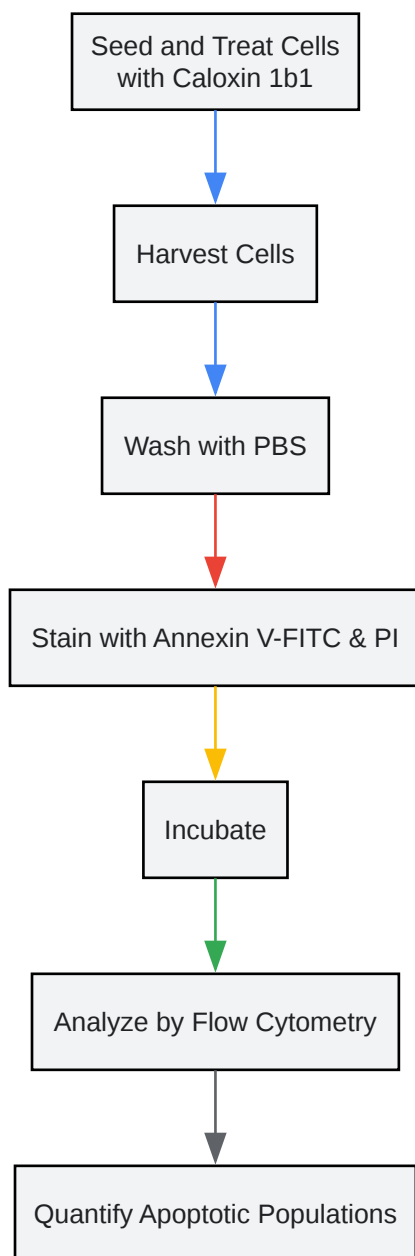 Seed and Treat Cells
with Caloxin 1b1
Harvest Cells
Wash with PBS
Stain with Annexin V-FITC & PI
Incubate
Analyze by Flow Cytometry
Quantify Apoptotic Populations